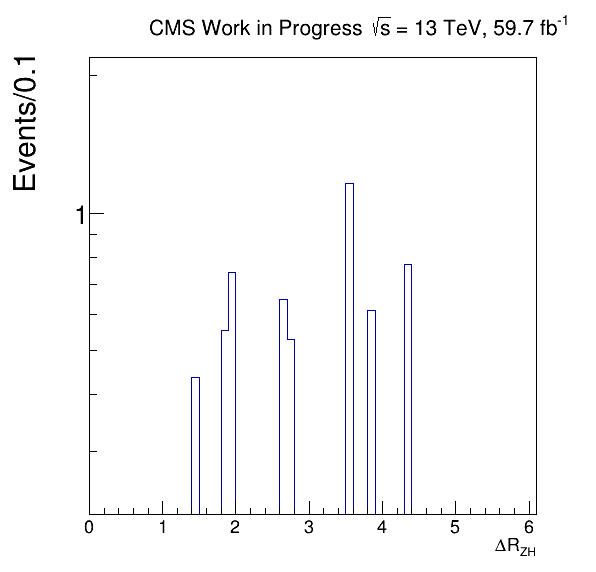 CMS Work in Progress √s = 13 TeV, 59.7 fb⁻¹
Events/0.1
1
0 1 2 3 4 5 6
ΔR_ZH